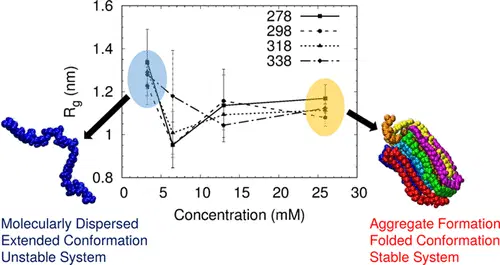 1.6
1.4
1.2
1
0.8
R_g (nm)
278
298
318
338
0 5 10 15 20 25 30
Concentration (mM)
Molecularly Dispersed
Extended Conformation
Unstable System
Aggregate Formation
Folded Conformation
Stable System